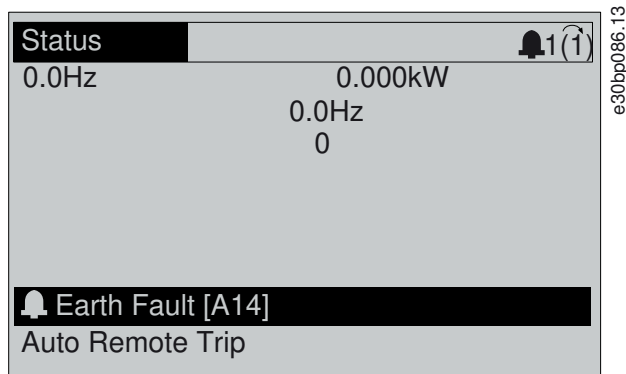 Status 1(1)
0.0Hz 0.000kW
0.0Hz
0
Earth Fault [A14]
Auto Remote Trip
e30bp086.13